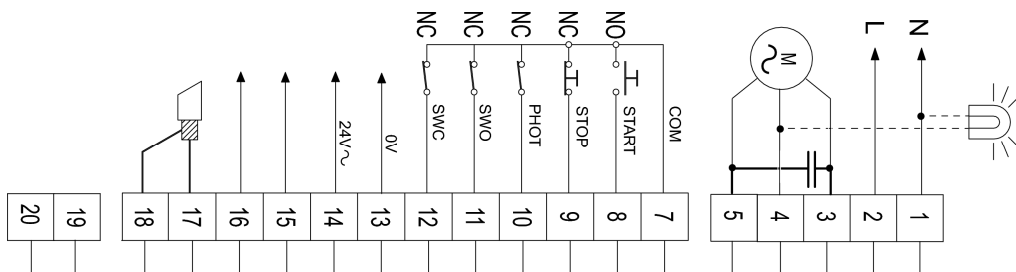 NC NC NC NC NO
L N
M
24V~ 0V SWC SWO PHOT STOP START COM
20 19 18 17 16 15 14 13 12 11 10 9 8 7 5 4 3 2 1